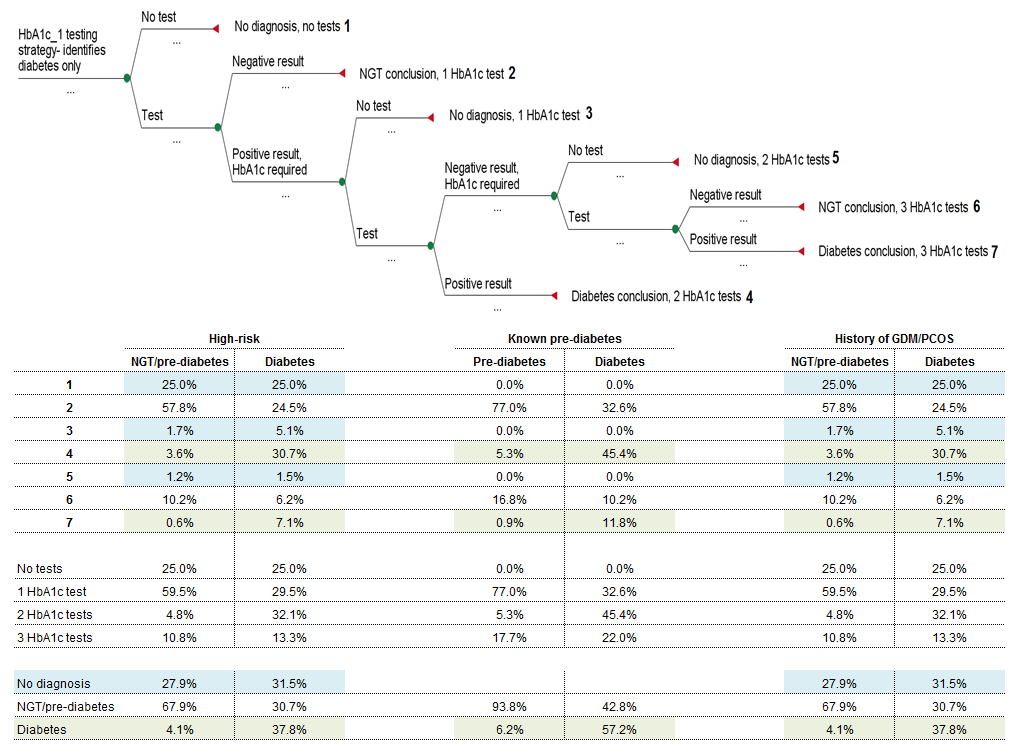 No test
HbA1c_1 testing
strategy- identifies
diabetes only
...
...
No diagnosis, no tests 1
Negative result
...
NGT conclusion, 1 HbA1c test 2
Test
...
No test
...
No diagnosis, 1 HbA1c test 3
Positive result,
HbA1c required
...
No test
...
No diagnosis, 2 HbA1c tests 5
Negative result,
HbA1c required
...
Negative result
...
NGT conclusion, 3 HbA1c tests 6
Test
...
Test
...
Positive result
...
Diabetes conclusion, 3 HbA1c tests 7
Positive result
...
Diabetes conclusion, 2 HbA1c tests 4
High-risk Known pre-diabetes History of GDM/PCOS
NGT/pre-diabetes Diabetes Pre-diabetes Diabetes NGT/pre-diabetes Diabetes
1 25.0% 25.0% 0.0% 0.0% 25.0% 25.0%
2 57.8% 24.5% 77.0% 32.6% 57.8% 24.5%
3 1.7% 5.1% 0.0% 0.0% 1.7% 5.1%
4 3.6% 30.7% 5.3% 45.4% 3.6% 30.7%
5 1.2% 1.5% 0.0% 0.0% 1.2% 1.5%
6 10.2% 6.2% 16.8% 10.2% 10.2% 6.2%
7 0.6% 7.1% 0.9% 11.8% 0.6% 7.1%
No tests 25.0% 25.0% 0.0% 0.0% 25.0% 25.0%
1 HbA1c test 59.5% 29.5% 77.0% 32.6% 59.5% 29.5%
2 HbA1c tests 4.8% 32.1% 5.3% 45.4% 4.8% 32.1%
3 HbA1c tests 10.8% 13.3% 17.7% 22.0% 10.8% 13.3%
No diagnosis 27.9% 31.5% 27.9% 31.5%
NGT/pre-diabetes 67.9% 30.7% 93.8% 42.8% 67.9% 30.7%
Diabetes 4.1% 37.8% 6.2% 57.2% 4.1% 37.8%